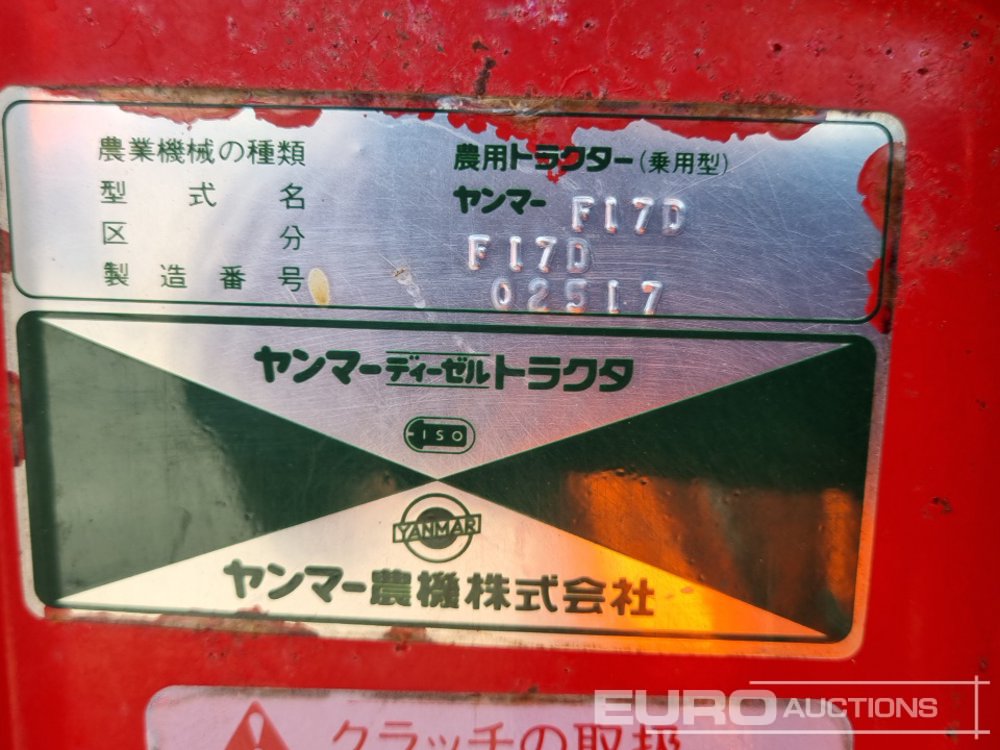 農業機械の種類 農用トラクター(乗用型)
型式名 ヤンマー F17D
区分 F17D
製造番号 02517
ヤンマーディーゼルトラクタ
ISO
YANMAR
ヤンマー農機株式会社
クラッチの取扱
EURO AUCTIONS